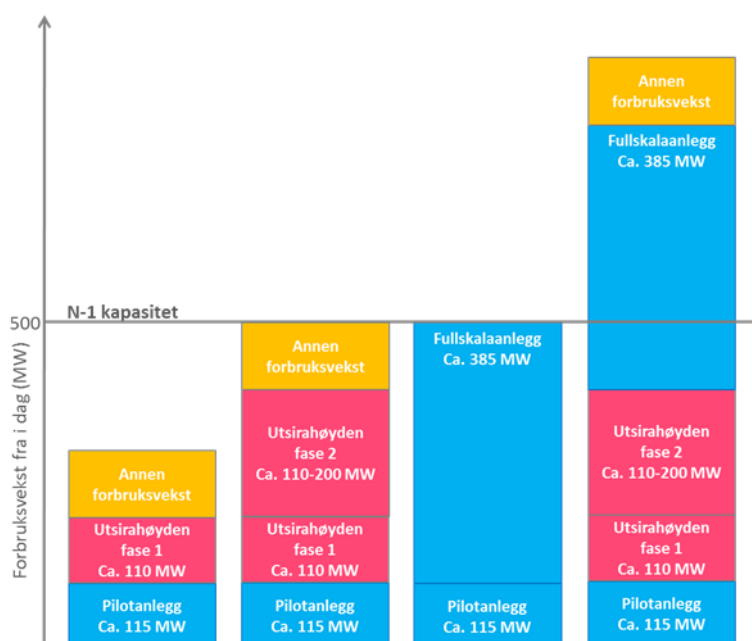 Forbruksvekst fra i dag (MW)
500
N-1 kapasitet
Annen
forbruksvekst
Utsirahøyden
fase 1
Ca. 110 MW
Pilotanlegg
Ca. 115 MW
Annen
forbruksvekst
Utsirahøyden
fase 2
Ca. 110-200 MW
Utsirahøyden
fase 1
Ca. 110 MW
Pilotanlegg
Ca. 115 MW
Fullskalaanlegg
Ca. 385 MW
Pilotanlegg
Ca. 115 MW
Annen
forbruksvekst
Fullskalaanlegg
Ca. 385 MW
Utsirahøyden
fase 2
Ca. 110-200 MW
Utsirahøyden
fase 1
Ca. 110 MW
Pilotanlegg
Ca. 115 MW